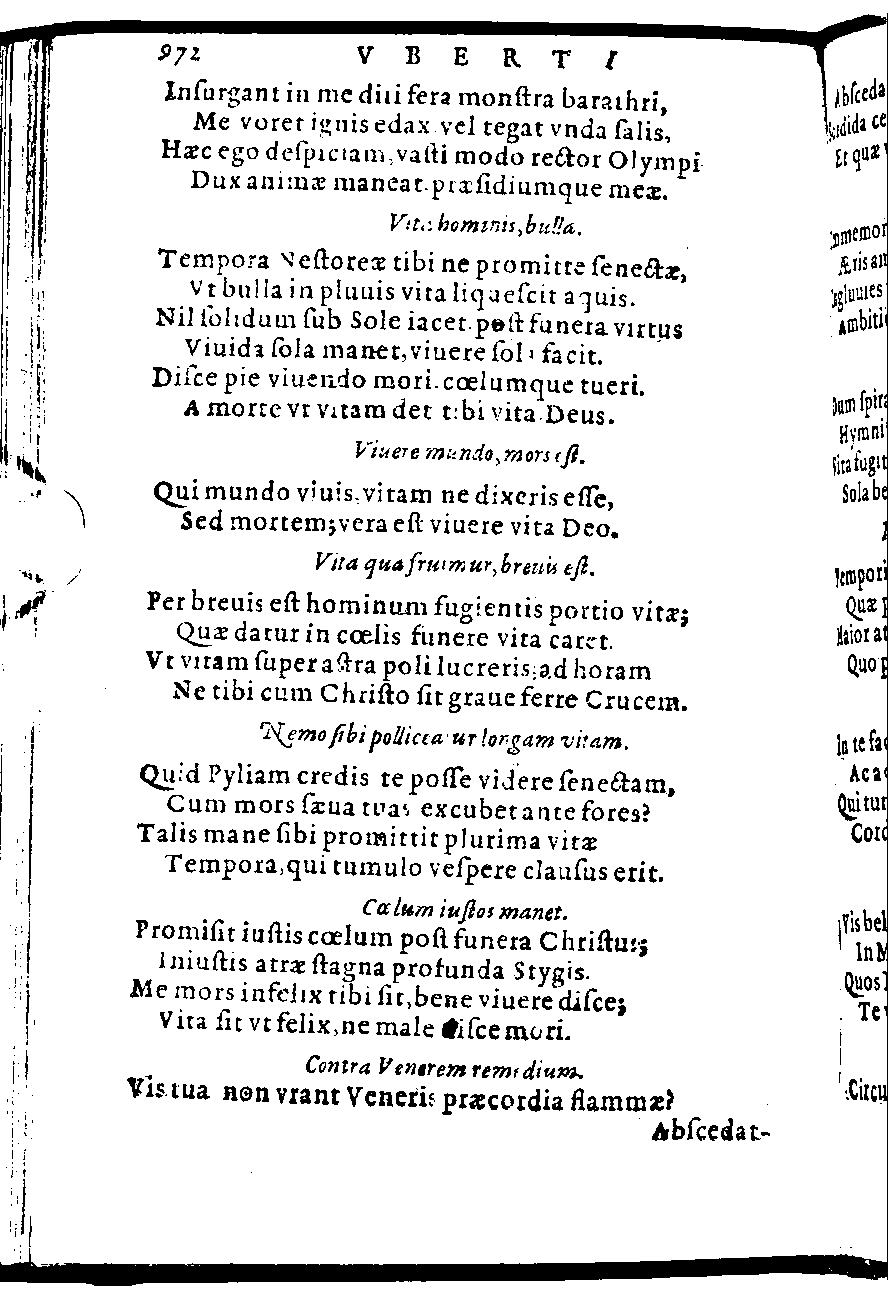 972 VBERTI
Inſurgant in me diti fera monſtra barathri,
Me voret ignis edax vel tegat vnda ſalis,
Hæc ego deſpiciam, vaſti modo rector Olympi
Dux animæ maneat. præſidiumque meæ.
Vita hominis, bulla.
Tempora Neſtoreæ tibi ne promitte ſenectæ,
Vt bulla in pluuis vita liqueſcit aquis.
Nil ſolidum ſub Sole iacet. poſt funera virtus
Viuida ſola manet, viuere ſola facit.
Diſce pie viuendo mori. cœlumque tueri.
A morte vt vitam det tibi vita Deus.
Viuere mundo, mors eſt.
Qui mundo viuis, vitam ne dixeris eſſe,
Sed mortem; vera eſt viuere vita Deo.
Vita qua fruimur, breuis eſt.
Per breuis eſt hominum fugientis portio vitæ;
Quæ datur in cœlis funere vita caret.
Vt vitam ſuper aſtra poli lucreris; ad horam
Ne tibi cum Chriſto ſit graue ferre Crucem.
Nemo ſibi polliceatur longam vitam.
Quid Pyliam credis te poſſe videre ſenectam,
Cum mors ſæua tuas excubet ante fores?
Talis mane ſibi promittit plurima vitæ
Tempora, qui tumulo veſpere clauſus erit.
Cœlum iuſtos manet.
Promiſit iuſtis cœlum poſt funera Chriſtus;
Iniuſtis atræ ſtagna profunda Stygis.
Me mors infelix tibi ſit, bene viuere diſce;
Vita ſit vt felix, ne male diſce mori.
Contra Venerem remedium.
Vis tua non vrant Veneris præcordia flammæ?
Abſcedat-
Abſceda
ce
Et quæ
Æris am
Ambiti
Dum ſpira
Hymni
Vita fugit
Sola be
Tempori
Quæ p
Maior at
Quo p
In te fac
Ac a
Qui tur
Cord
Vis bel
In M
Quos
Te v
Circu